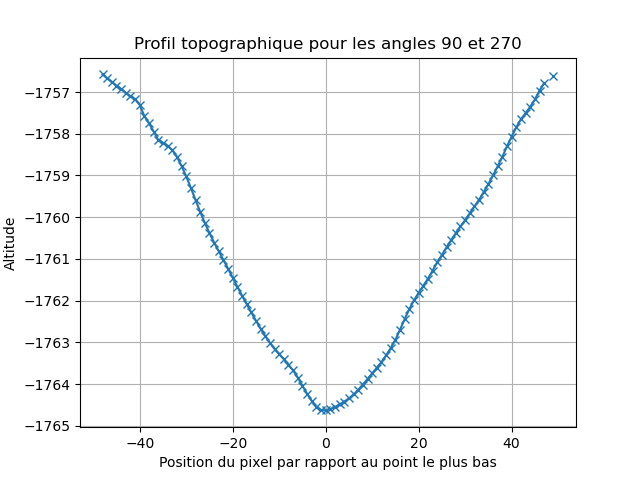 Profil topographique pour les angles 90 et 270
Altitude
−1757
−1758
−1759
−1760
−1761
−1762
−1763
−1764
−1765
−40 −20 0 20 40
Position du pixel par rapport au point le plus bas